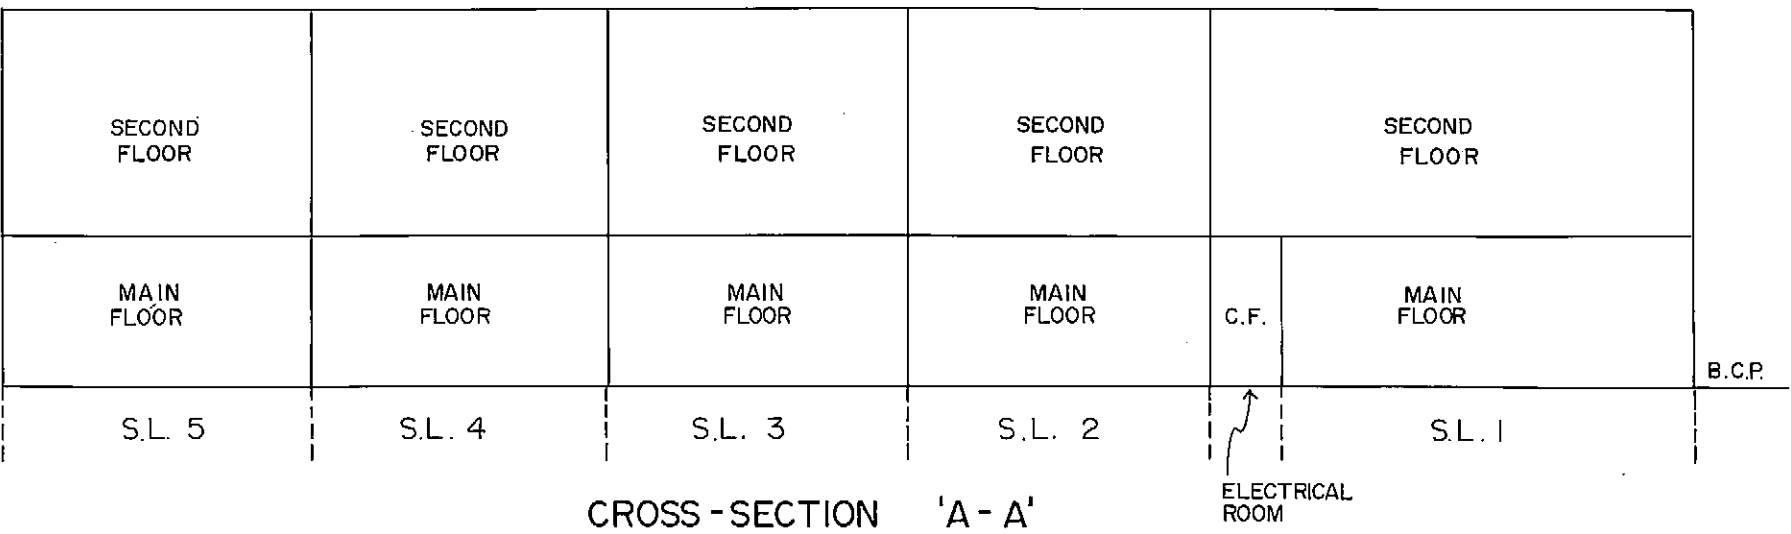 SECOND
FLOOR
SECOND
FLOOR
SECOND
FLOOR
SECOND
FLOOR
SECOND
FLOOR
MAIN
FLOOR
MAIN
FLOOR
MAIN
FLOOR
MAIN
FLOOR
C.F.
MAIN
FLOOR
B.C.P.
S.L. 5
S.L. 4
S.L. 3
S.L. 2
S.L. 1
ELECTRICAL
ROOM
CROSS-SECTION 'A-A'